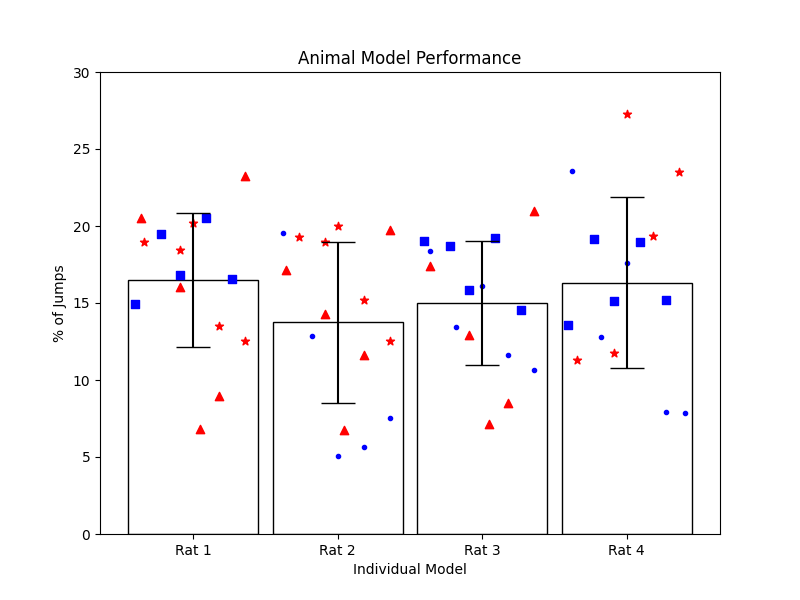 Animal Model Performance
30
25
20
15
10
5
0
% of Jumps
Rat 1 Rat 2 Rat 3 Rat 4
Individual Model